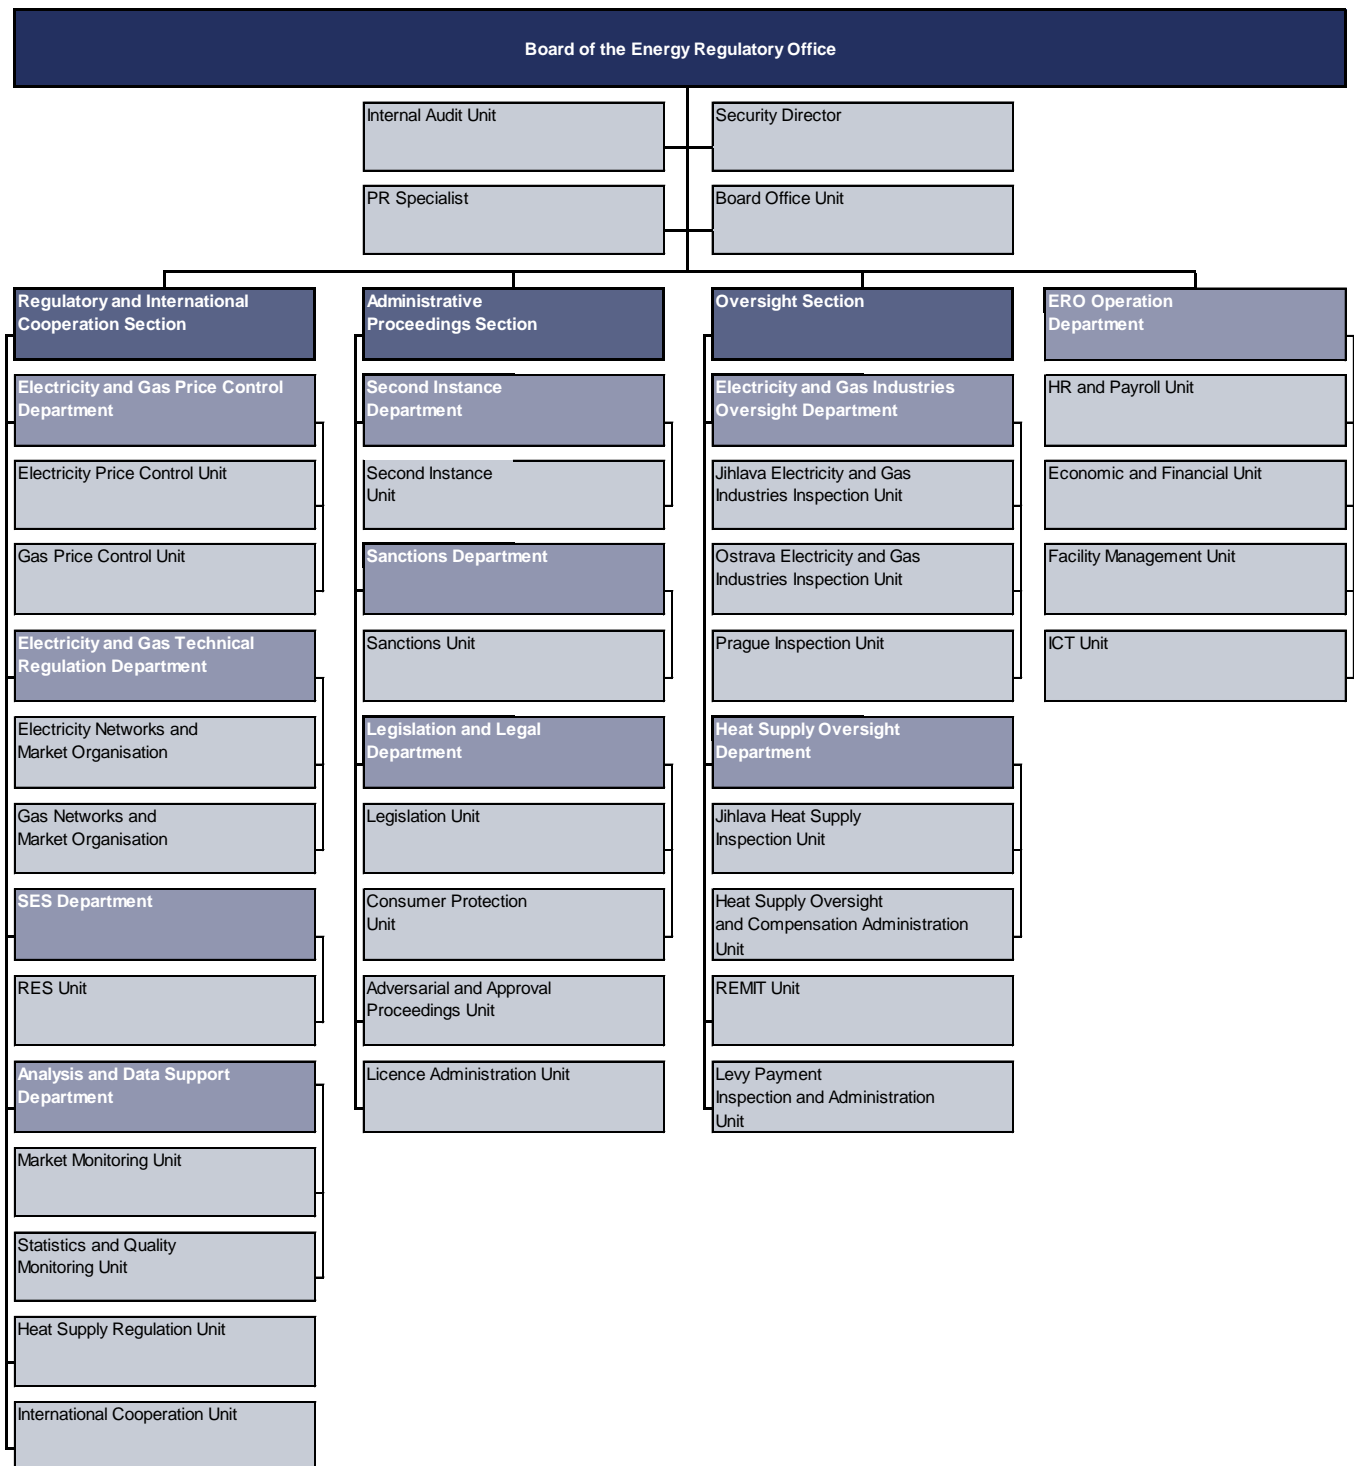 Board of the Energy Regulatory Office
Internal Audit Unit
Security Director
PR Specialist
Board Office Unit
Regulatory and International
Cooperation Section
Electricity and Gas Price Control
Department
Electricity Price Control Unit
Gas Price Control Unit
Electricity and Gas Technical
Regulation Department
Electricity Networks and
Market Organisation
Gas Networks and
Market Organisation
SES Department
RES Unit
Analysis and Data Support
Department
Market Monitoring Unit
Statistics and Quality
Monitoring Unit
Heat Supply Regulation Unit
International Cooperation Unit
Administrative
Proceedings Section
Second Instance
Department
Second Instance
Unit
Sanctions Department
Sanctions Unit
Legislation and Legal
Department
Legislation Unit
Consumer Protection
Unit
Adversarial and Approval
Proceedings Unit
Licence Administration Unit
Oversight Section
Electricity and Gas Industries
Oversight Department
Jihlava Electricity and Gas
Industries Inspection Unit
Ostrava Electricity and Gas
Industries Inspection Unit
Prague Inspection Unit
Heat Supply Oversight
Department
Jihlava Heat Supply
Inspection Unit
Heat Supply Oversight
and Compensation Administration
Unit
REMIT Unit
Levy Payment
Inspection and Administration
Unit
ERO Operation
Department
HR and Payroll Unit
Economic and Financial Unit
Facility Management Unit
ICT Unit